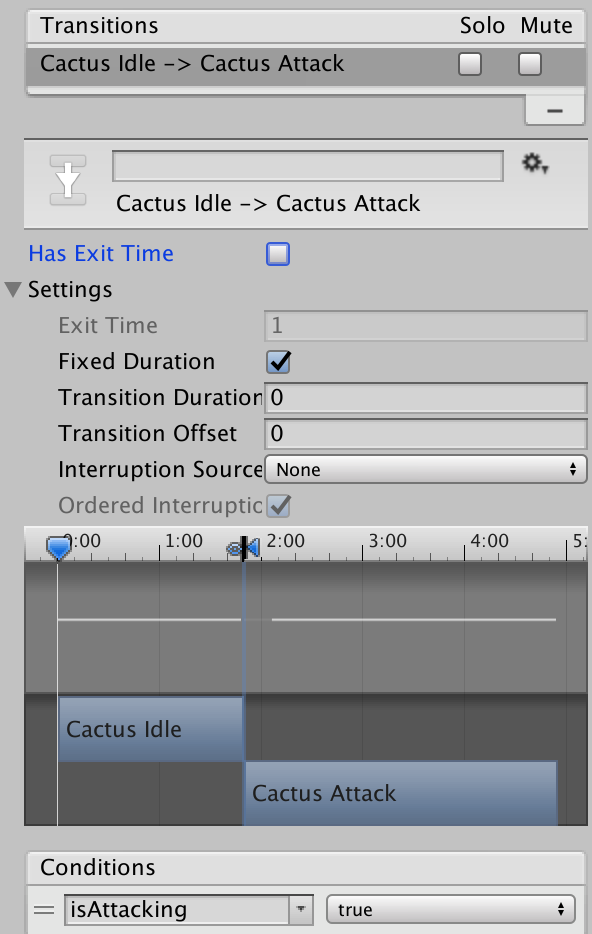 Transitions Solo Mute
Cactus Idle -> Cactus Attack
Cactus Idle -> Cactus Attack
Has Exit Time
Settings
Exit Time 1
Fixed Duration
Transition Duration 0
Transition Offset 0
Interruption Source None
Ordered Interruptic
0:00 1:00 2:00 3:00 4:00 5:
Cactus Idle
Cactus Attack
Conditions
isAttacking true